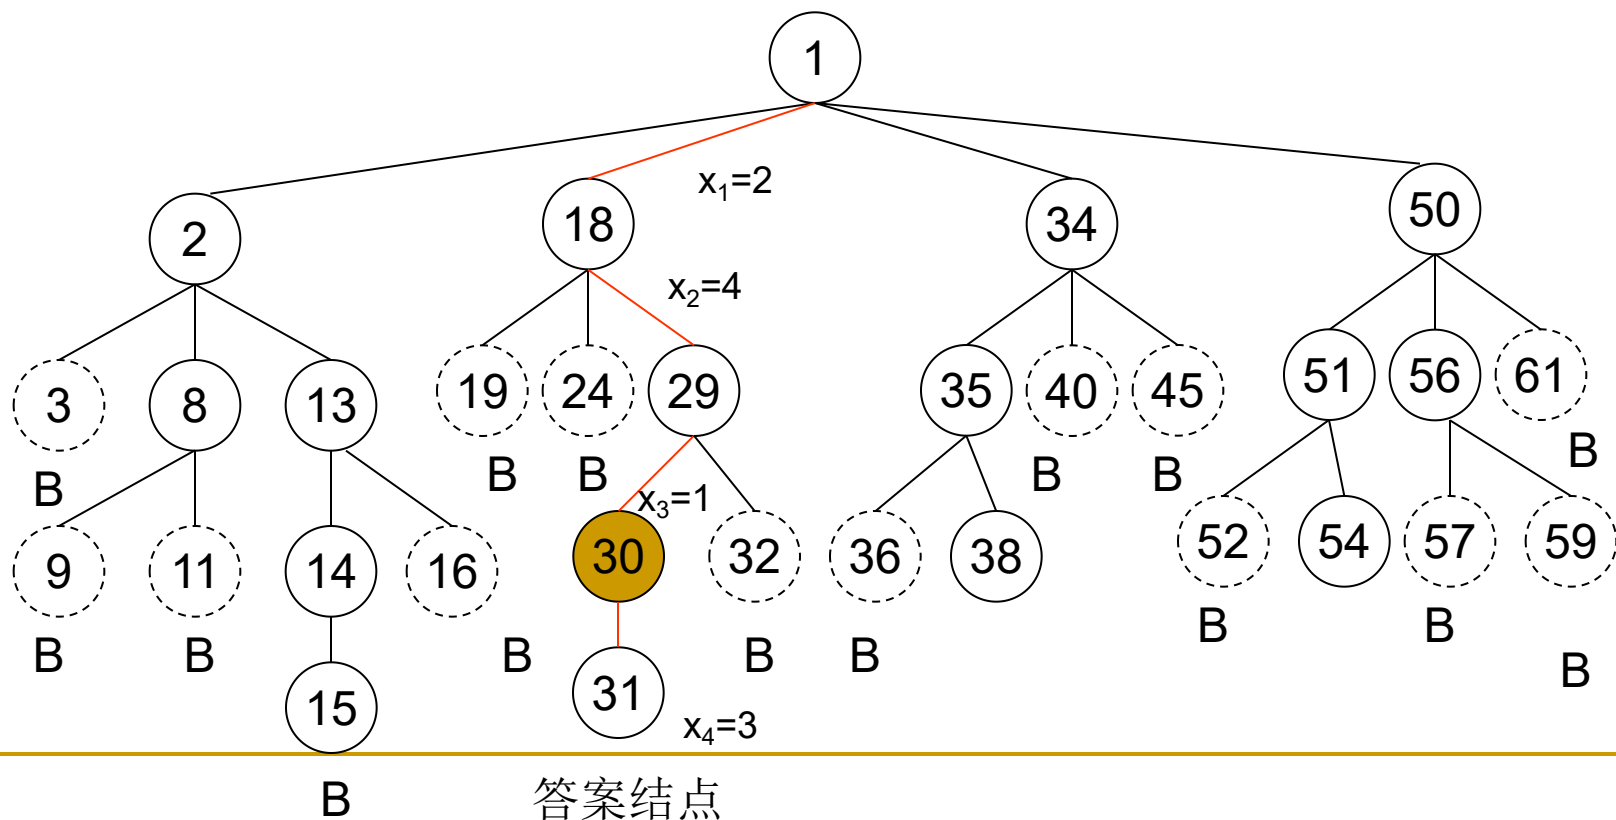 1
x₁=2
2 18 34 50
x₂=4
3 8 13 19 24 29 35 40 45 51 56 61
B B B B B B
x₃=1
9 11 14 16 30 32 36 38 52 54 57 59
B B B B B B B B
15 31
x₄=3
B 答案结点